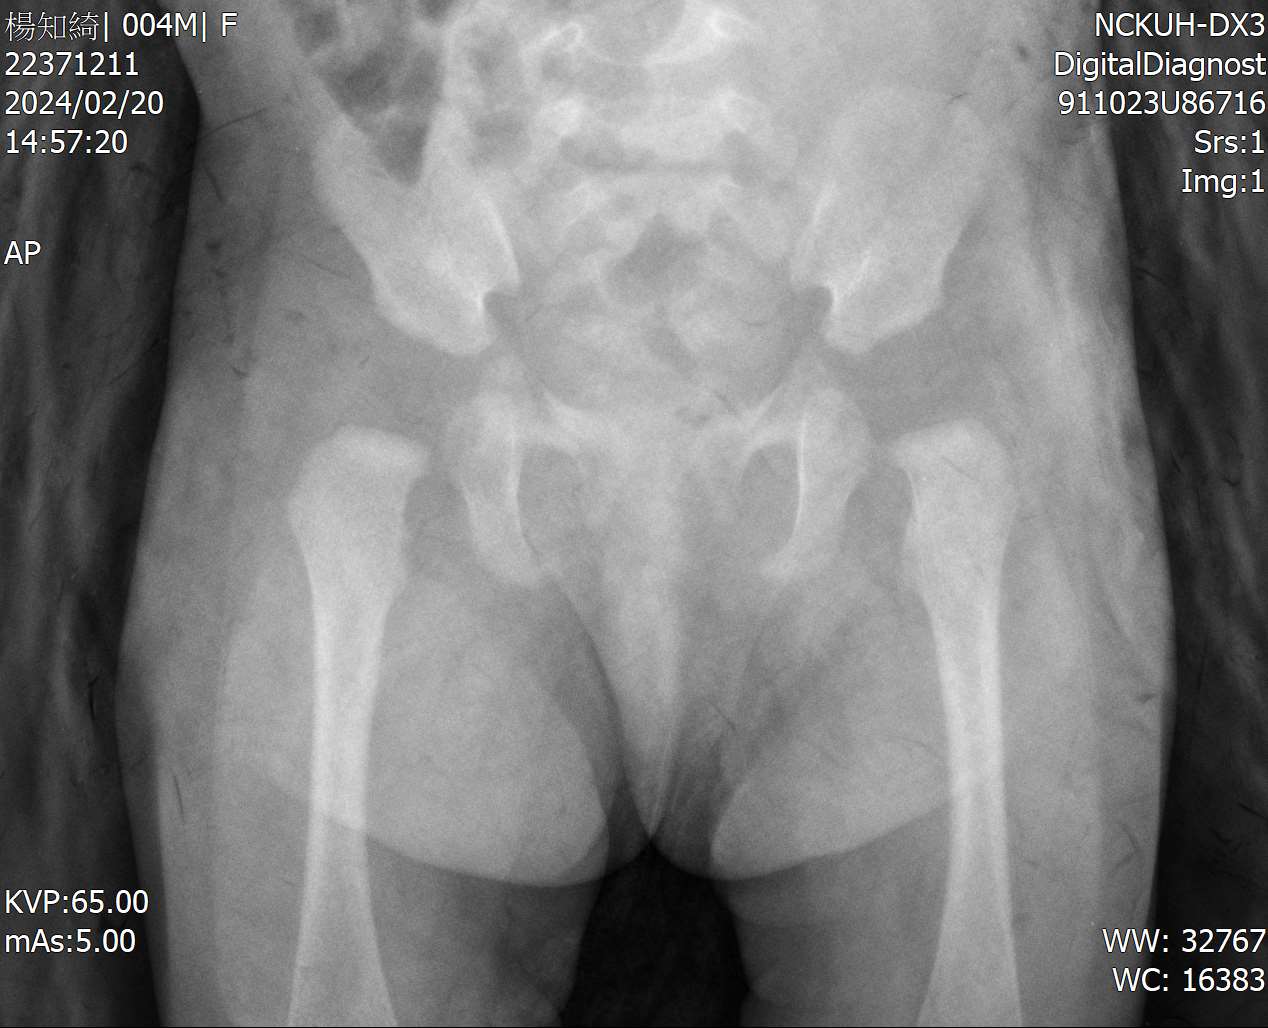 楊知綺| 004M| F
22371211
2024/02/20
14:57:20
AP
NCKUH-DX3
DigitalDiagnost
911023U86716
Srs:1
Img:1
KVP:65.00
mAs:5.00
WW: 32767
WC: 16383